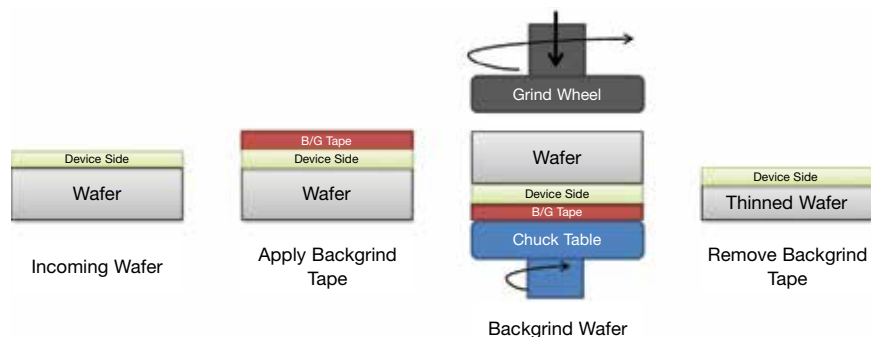 Device Side
Wafer
Incoming Wafer
B/G Tape
Device Side
Wafer
Apply Backgrind
Tape
Grind Wheel
Wafer
Device Side
B/G Tape
Chuck Table
Backgrind Wafer
Device Side
Thinned Wafer
Remove Backgrind
Tape